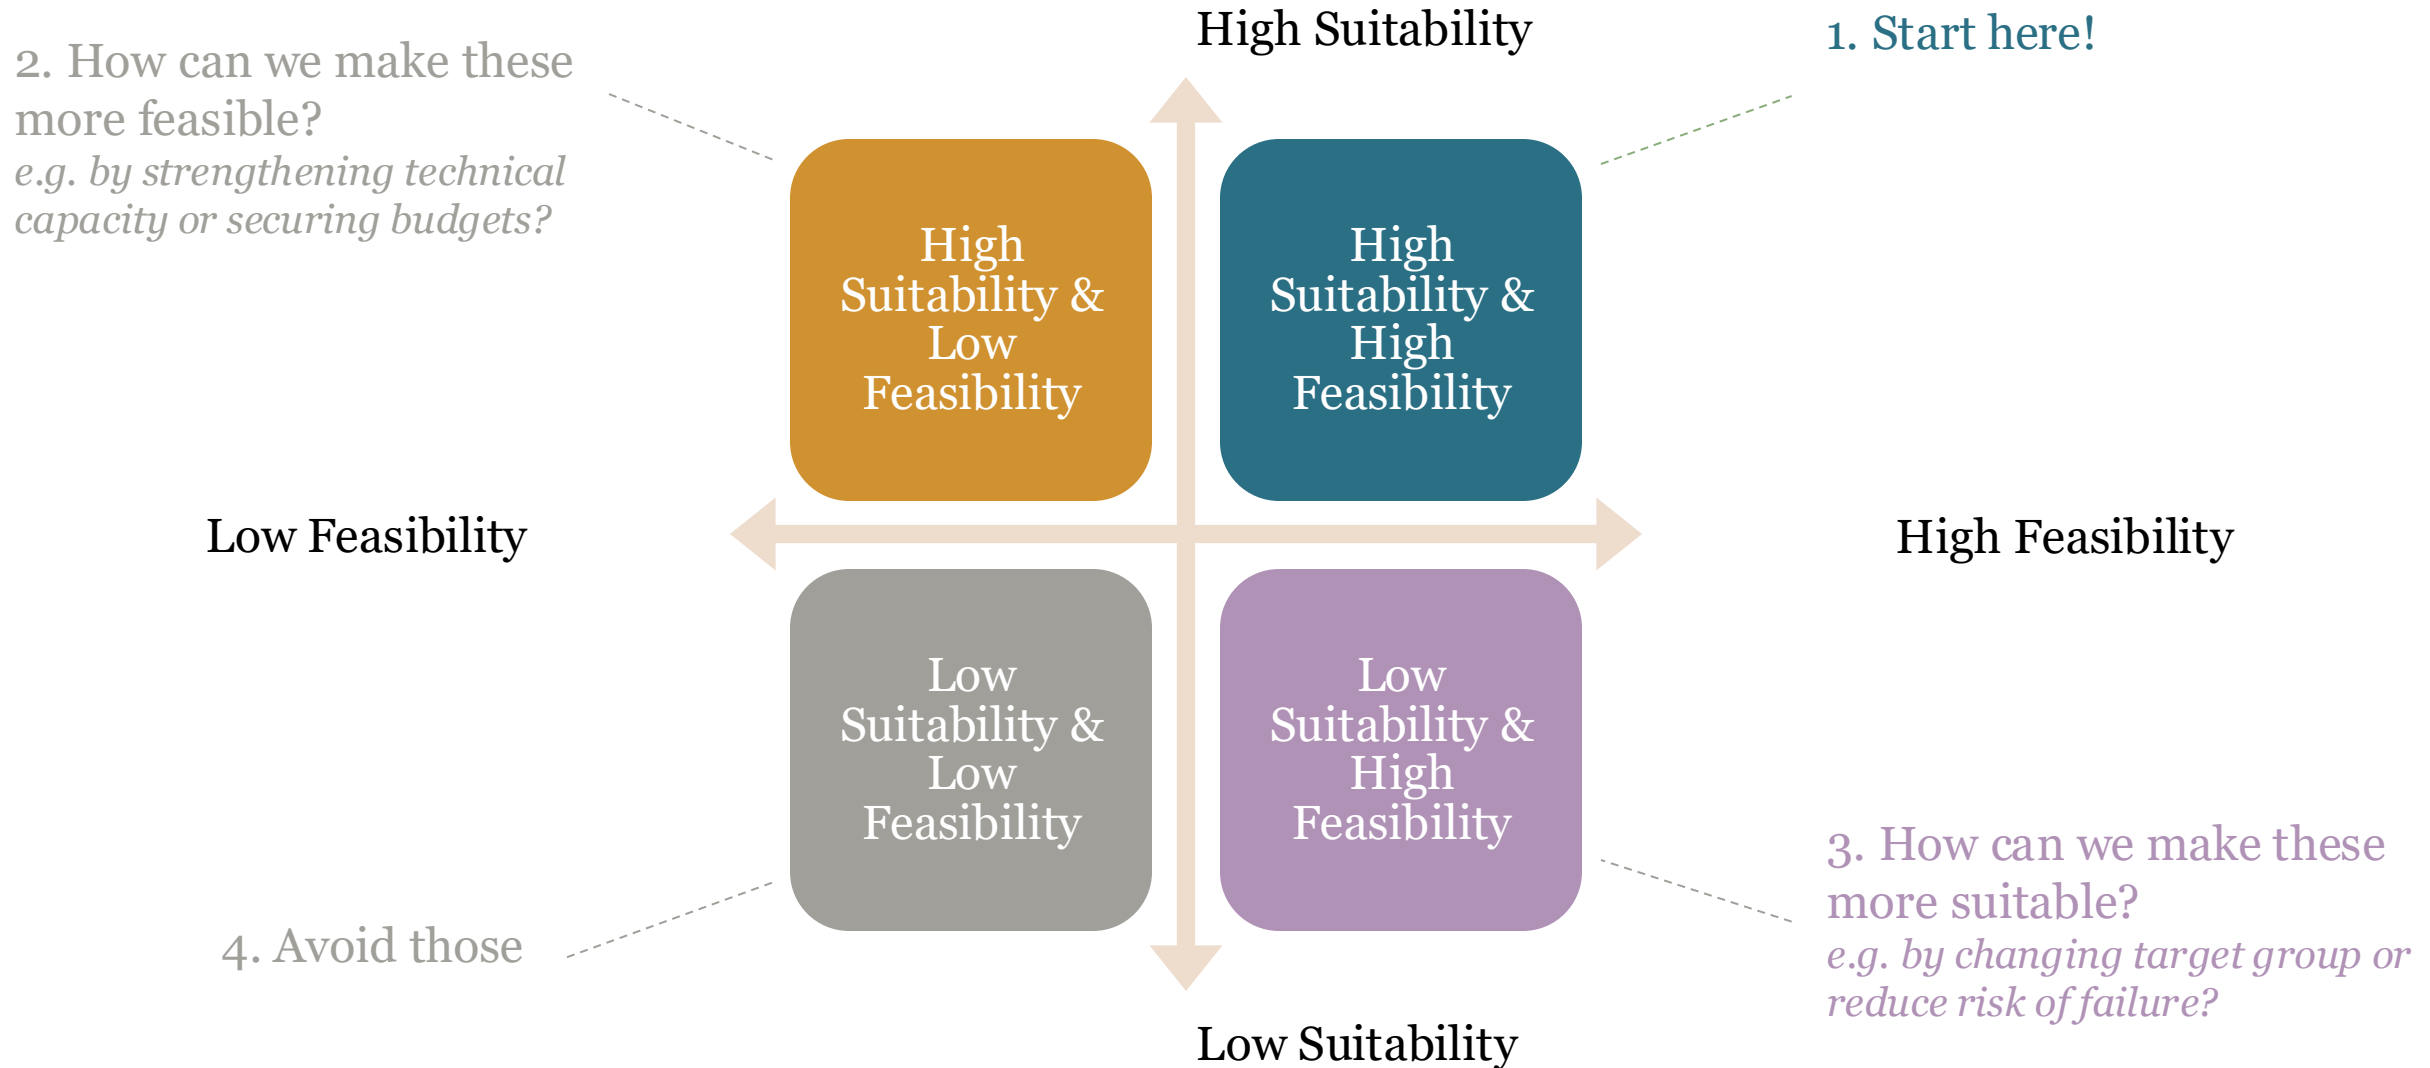 High Suitability
1. Start here!
2. How can we make these
more feasible?
e.g. by strengthening technical
capacity or securing budgets?
High
Suitability &
Low
Feasibility
High
Suitability &
High
Feasibility
Low Feasibility
High Feasibility
Low
Suitability &
Low
Feasibility
Low
Suitability &
High
Feasibility
4. Avoid those
3. How can we make these
more suitable?
e.g. by changing target group or
reduce risk of failure?
Low Suitability